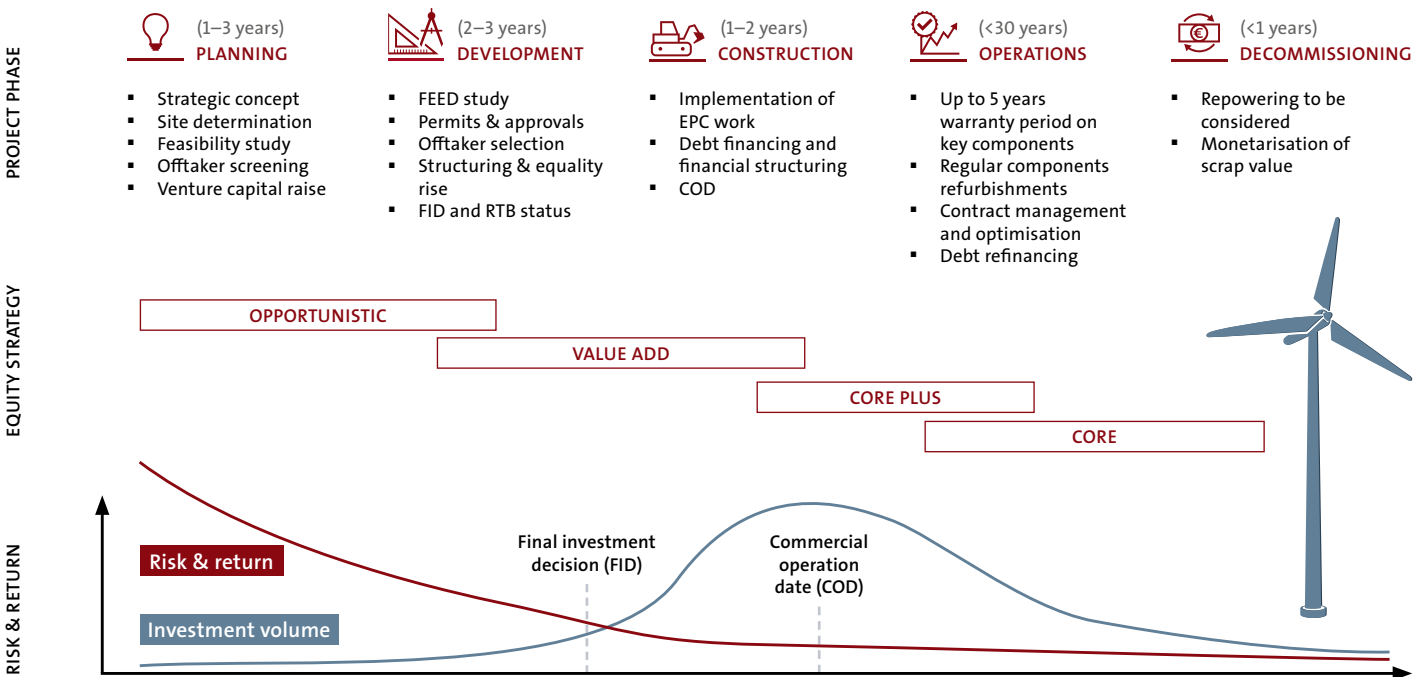 PROJECT PHASE
(1–3 years)
PLANNING
▪ Strategic concept
▪ Site determination
▪ Feasibility study
▪ Offtaker screening
▪ Venture capital raise
(2–3 years)
DEVELOPMENT
▪ FEED study
▪ Permits & approvals
▪ Offtaker selection
▪ Structuring & equality
rise
▪ FID and RTB status
(1–2 years)
CONSTRUCTION
▪ Implementation of
EPC work
▪ Debt financing and
financial structuring
▪ COD
(<30 years)
OPERATIONS
▪ Up to 5 years
warranty period on
key components
▪ Regular components
refurbishments
▪ Contract management
and optimisation
▪ Debt refinancing
€
(<1 years)
DECOMMISSIONING
▪ Repowering to be
considered
▪ Monetarisation of
scrap value
EQUITY STRATEGY
OPPORTUNISTIC
VALUE ADD
CORE PLUS
CORE
RISK & RETURN
Risk & return
Investment volume
Final investment
decision (FID)
Commercial
operation
date (COD)